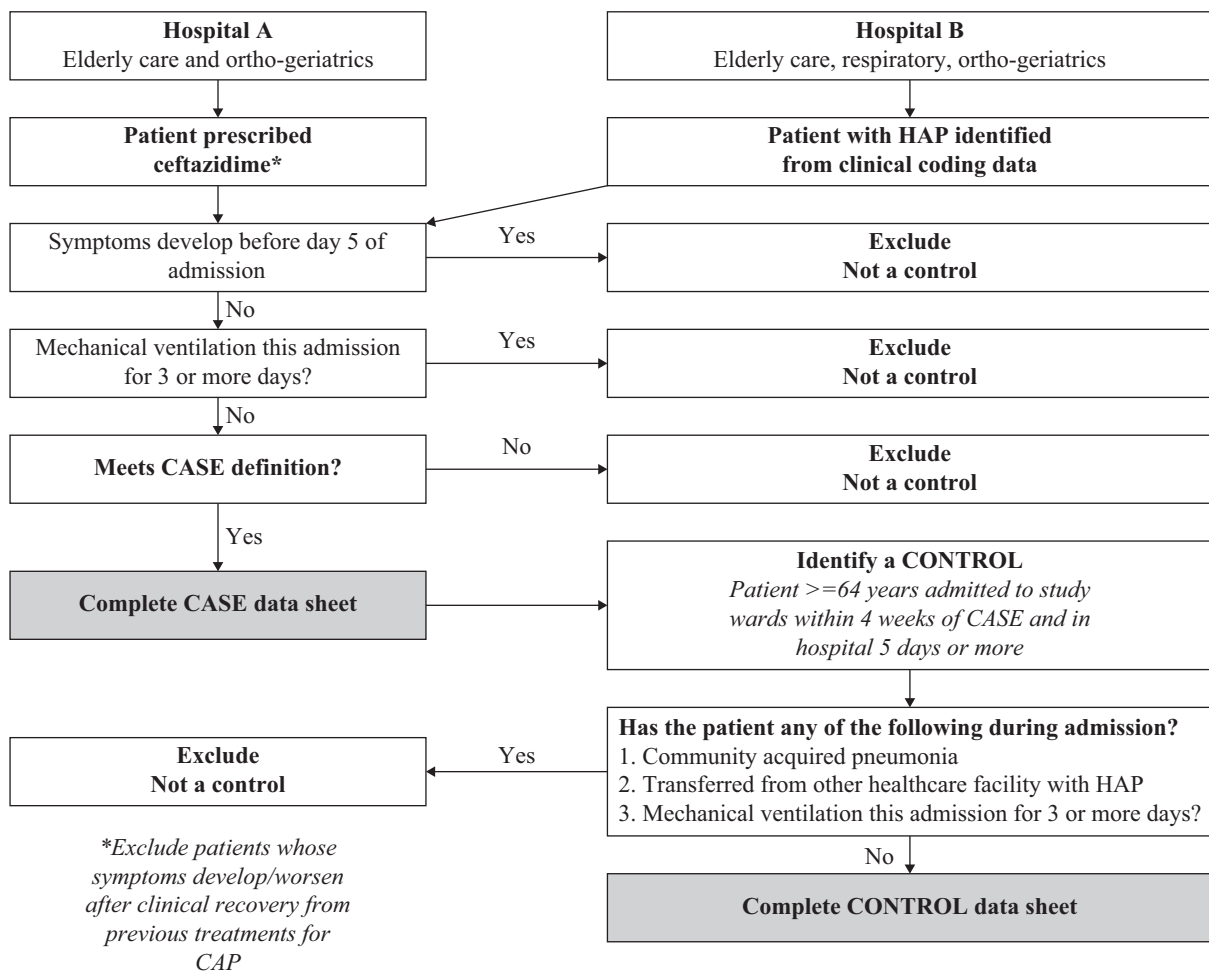 Hospital A
Elderly care and ortho-geriatrics
Hospital B
Elderly care, respiratory, ortho-geriatrics
Patient prescribed
ceftazidime*
Patient with HAP identified
from clinical coding data
Symptoms develop before day 5 of
admission
Yes
Exclude
Not a control
No
Mechanical ventilation this admission
for 3 or more days?
Yes
Exclude
Not a control
No
Meets CASE definition?
No
Exclude
Not a control
Yes
Complete CASE data sheet
Identify a CONTROL
Patient >=64 years admitted to study
wards within 4 weeks of CASE and in
hospital 5 days or more
Has the patient any of the following during admission?
1. Community acquired pneumonia
2. Transferred from other healthcare facility with HAP
3. Mechanical ventilation this admission for 3 or more days?
Yes
Exclude
Not a control
No
Complete CONTROL data sheet
*Exclude patients whose
symptoms develop/worsen
after clinical recovery from
previous treatments for
CAP